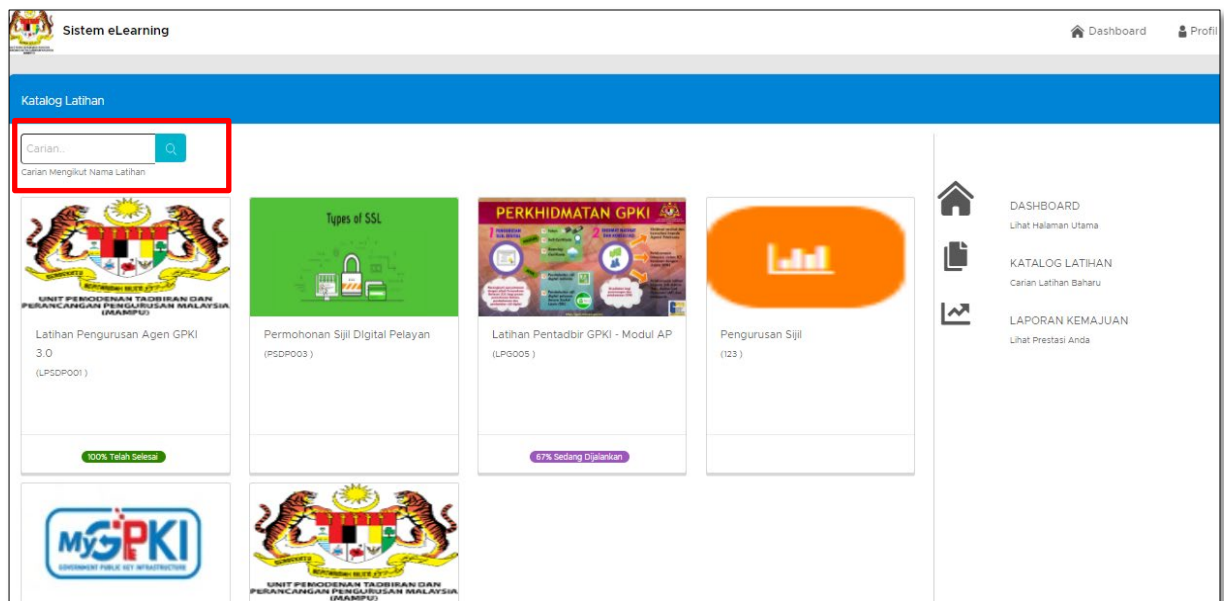 Sistem eLearning
Dashboard
Profil
Katalog Latihan
Carian..
Carian Mengikut Nama Latihan
UNIT PEMODENAN TADBIRAN DAN
PERANCANGAN PENGURUSAN MALAYSIA
(MAMPU)
Latihan Pengurusan Agen GPKI
3.0
(LPSDP001 )
100% Telah Selesai
Types of SSL
Permohonan Sijil DIgital Pelayan
(PSDP003 )
PERKHIDMATAN GPKI
1
2
Latihan Pentadbir GPKI - Modul AP
(LPG005 )
67% Sedang Dijalankan
Pengurusan Sijil
(123 )
DASHBOARD
Lihat Halaman Utama
KATALOG LATIHAN
Carian Latihan Baharu
LAPORAN KEMAJUAN
Lihat Prestasi Anda
MyGPKI
GOVERNMENT PUBLIC KEY INFRASTRUCTURE
UNIT PEMODENAN TADBIRAN DAN
PERANCANGAN PENGURUSAN MALAYSIA
(MAMPU)